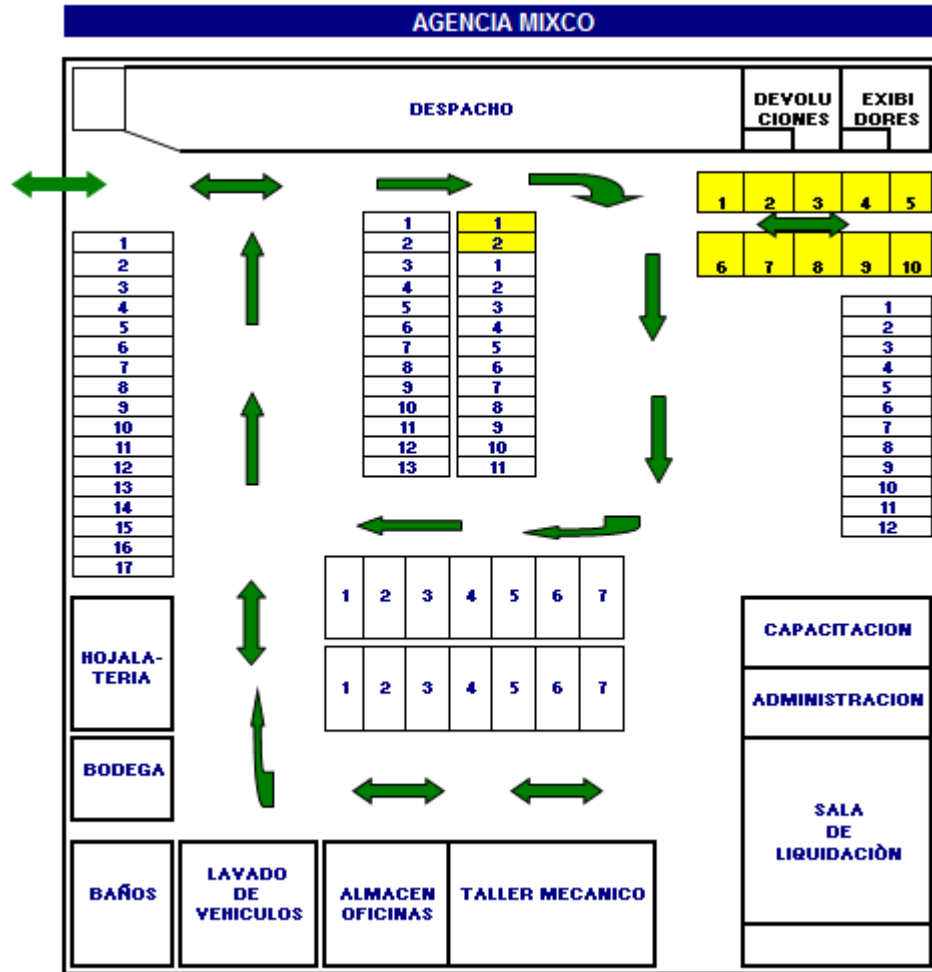 AGENCIA MIXCO
DESPACHO
DEVOLU
CIONES
EXIBI
DORES
1 2 3 4 5
6 7 8 9 10
1
2
3
4
5
6
7
8
9
10
11
12
13
14
15
16
17
1
2
3
4
5
6
7
8
9
10
11
12
13
1
2
1
2
3
4
5
6
7
8
9
10
11
1
2
3
4
5
6
7
8
9
10
11
12
1 2 3 4 5 6 7
1 2 3 4 5 6 7
HOJALA-
TERIA
BODEGA
BAÑOS
LAVADO
DE
VEHICULOS
ALMACEN
OFICINAS
TALLER MECANICO
CAPACITACION
ADMINISTRACION
SALA
DE
LIQUIDACIÒN